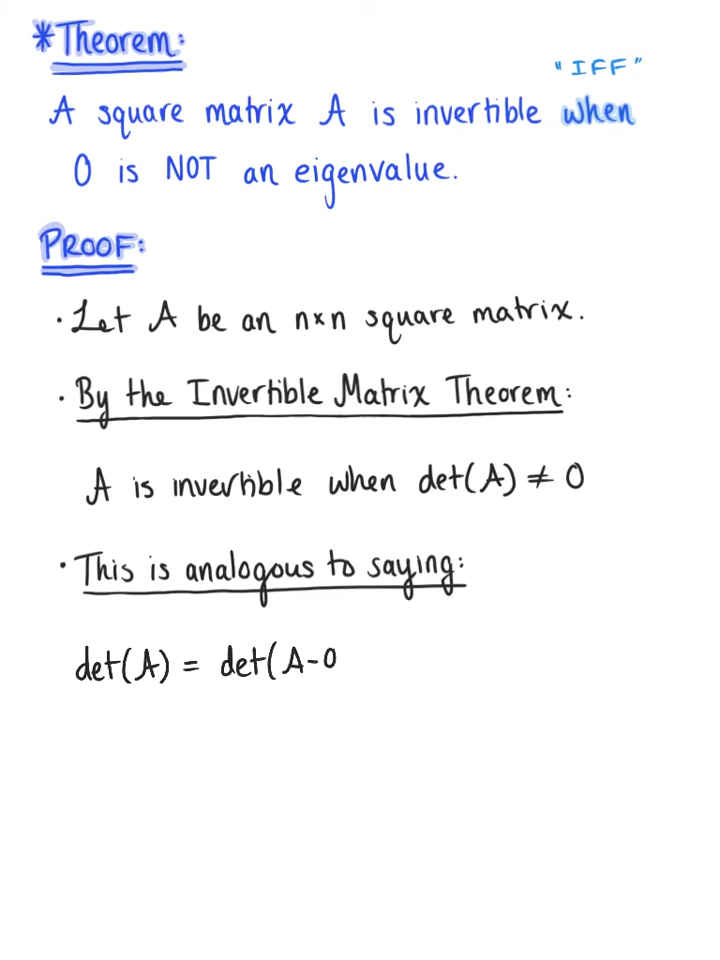 *Theorem:
"IFF"
A square matrix A is invertible when
0 is NOT an eigenvalue.
PROOF:
· Let A be an n×n square matrix.
· By the Invertible Matrix Theorem:
A is invertible when det(A) ≠ 0
· This is analogous to saying:
det(A) = det(A-0